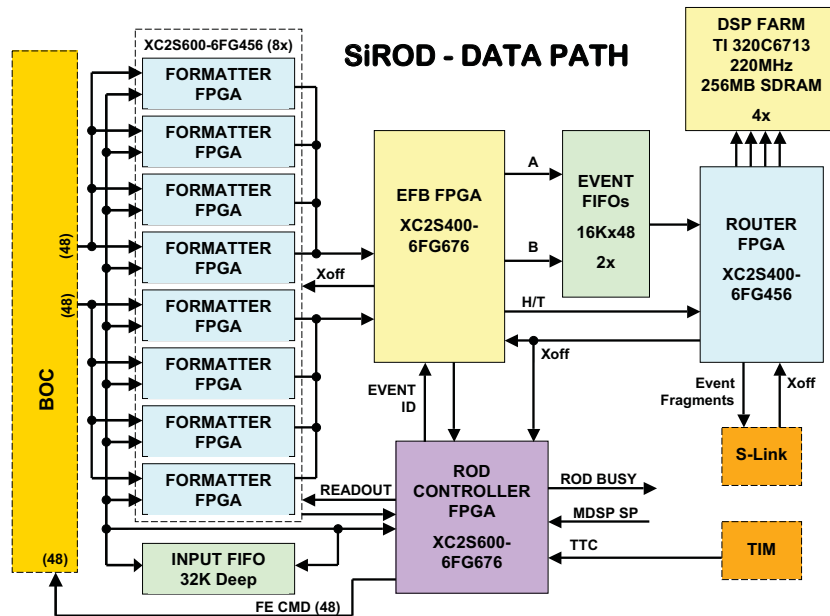 XC2S600-6FG456 (8x)
SiROD - DATA PATH
DSP FARM
TI 320C6713
220MHz
256MB SDRAM
4x
FORMATTER
FPGA
FORMATTER
FPGA
FORMATTER
FPGA
FORMATTER
FPGA
FORMATTER
FPGA
FORMATTER
FPGA
FORMATTER
FPGA
FORMATTER
FPGA
BOC
(48)
(48)
(48)
INPUT FIFO
32K Deep
FE CMD (48)
EFB FPGA
XC2S400-
6FG676
A
B
EVENT
FIFOs
16Kx48
2x
ROUTER
FPGA
XC2S400-
6FG456
Xoff
H/T
Xoff
EVENT
ID
Event
Fragments
Xoff
S-Link
READOUT
ROD
CONTROLLER
FPGA
XC2S600-
6FG676
ROD BUSY
MDSP SP
TTC
TIM